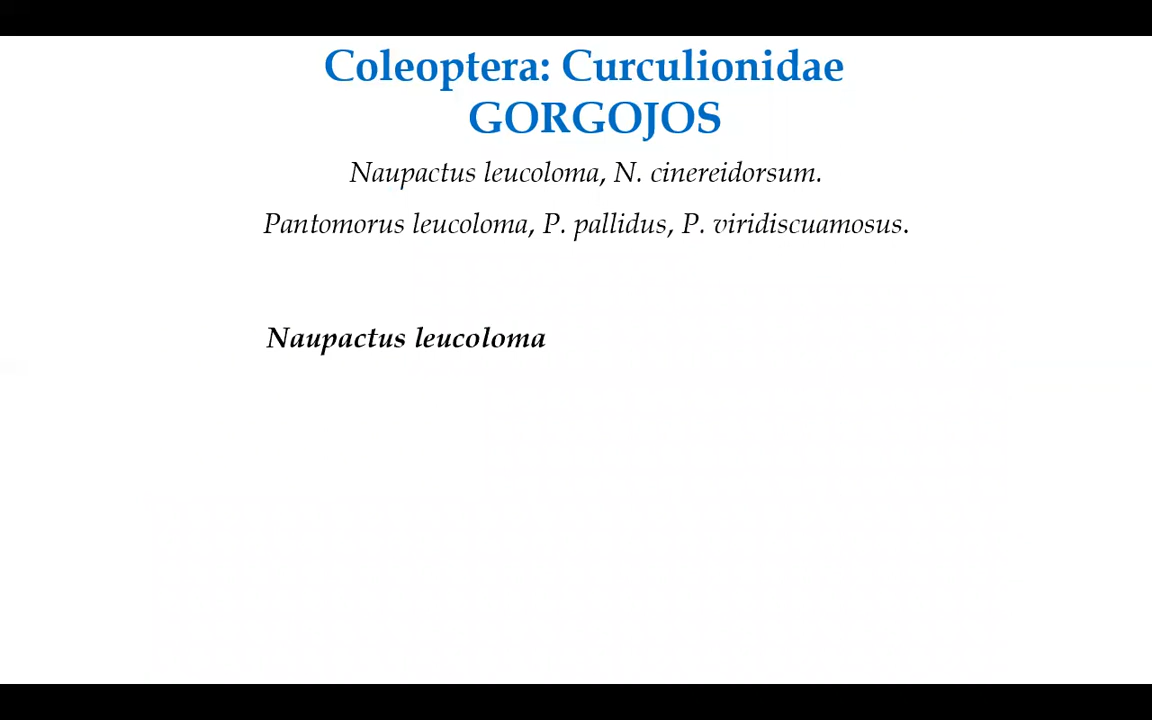 Coleoptera: Curculionidae
GORGOJOS
Naupactus leucoloma, N. cinereidorsum.
Pantomorus leucoloma, P. pallidus, P. viridiscuamosus.
Naupactus leucoloma